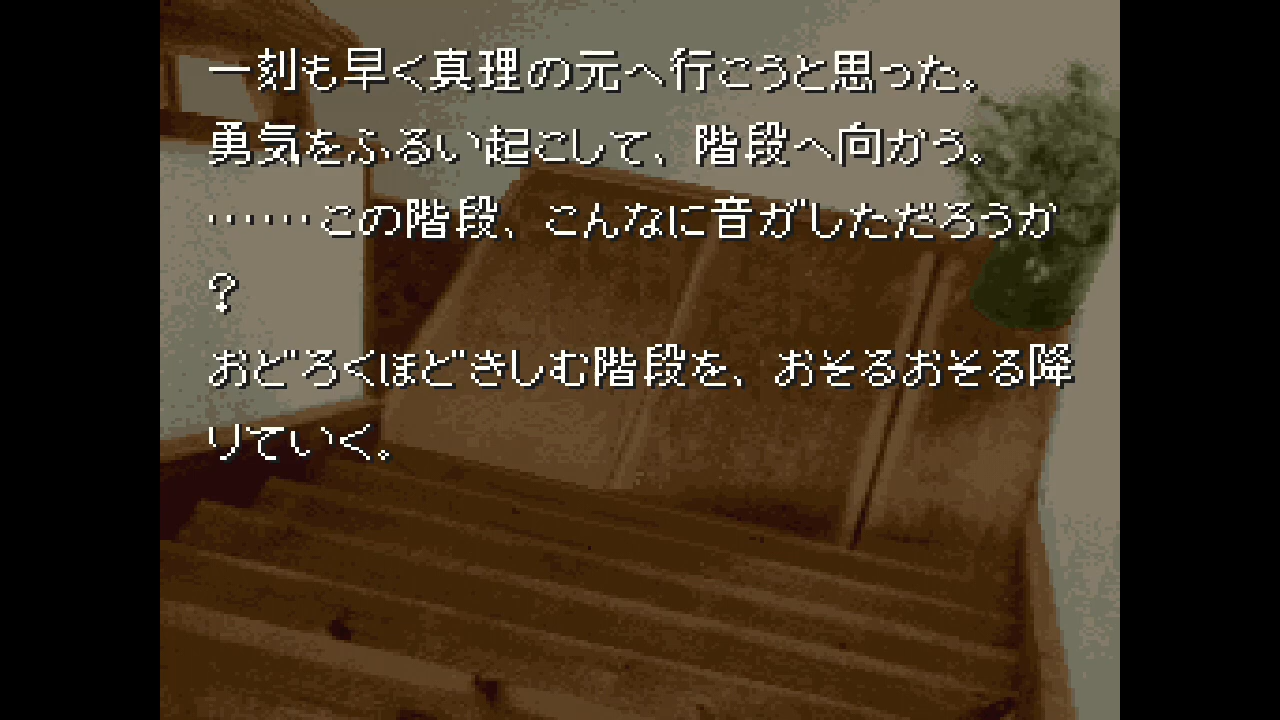 一刻も早く真理の元へ行こうと思った。
勇気をふるい起こして、階段へ向かう。
……この階段、こんなに音がしただろうか
？
おどろくほどきしむ階段を、おそるおそる降
りていく。